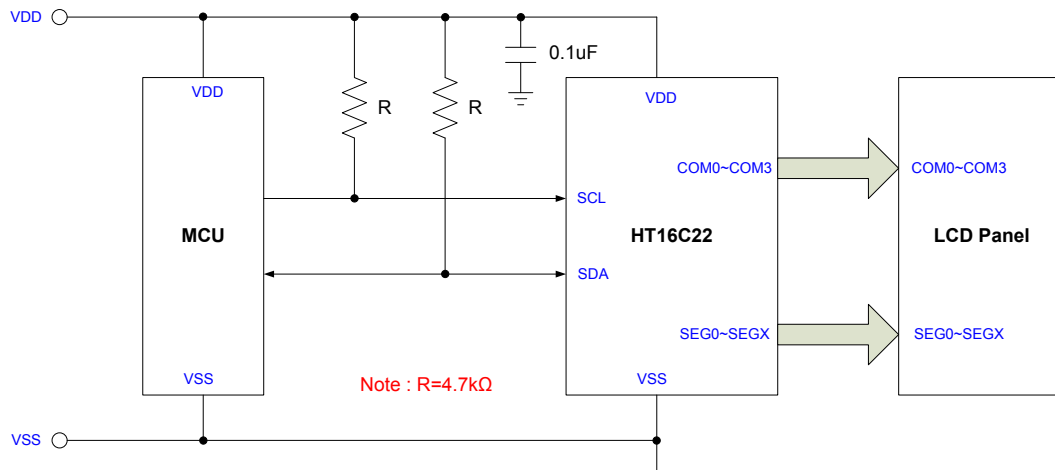 VDD
0.1uF
VDD
VDD
R
R
COM0~COM3
COM0~COM3
SCL
MCU
HT16C22
LCD Panel
SDA
SEG0~SEGX
SEG0~SEGX
VSS
VSS
Note : R=4.7kΩ
VSS